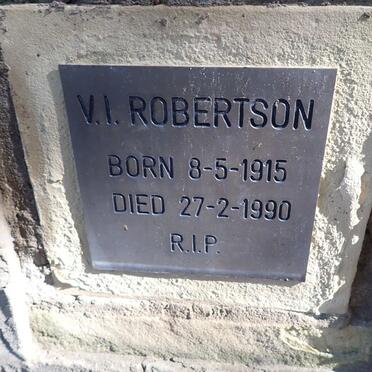 V.I. ROBERTSON
BORN 8-5-1915
DIED 27-2-1990
R.I.P.